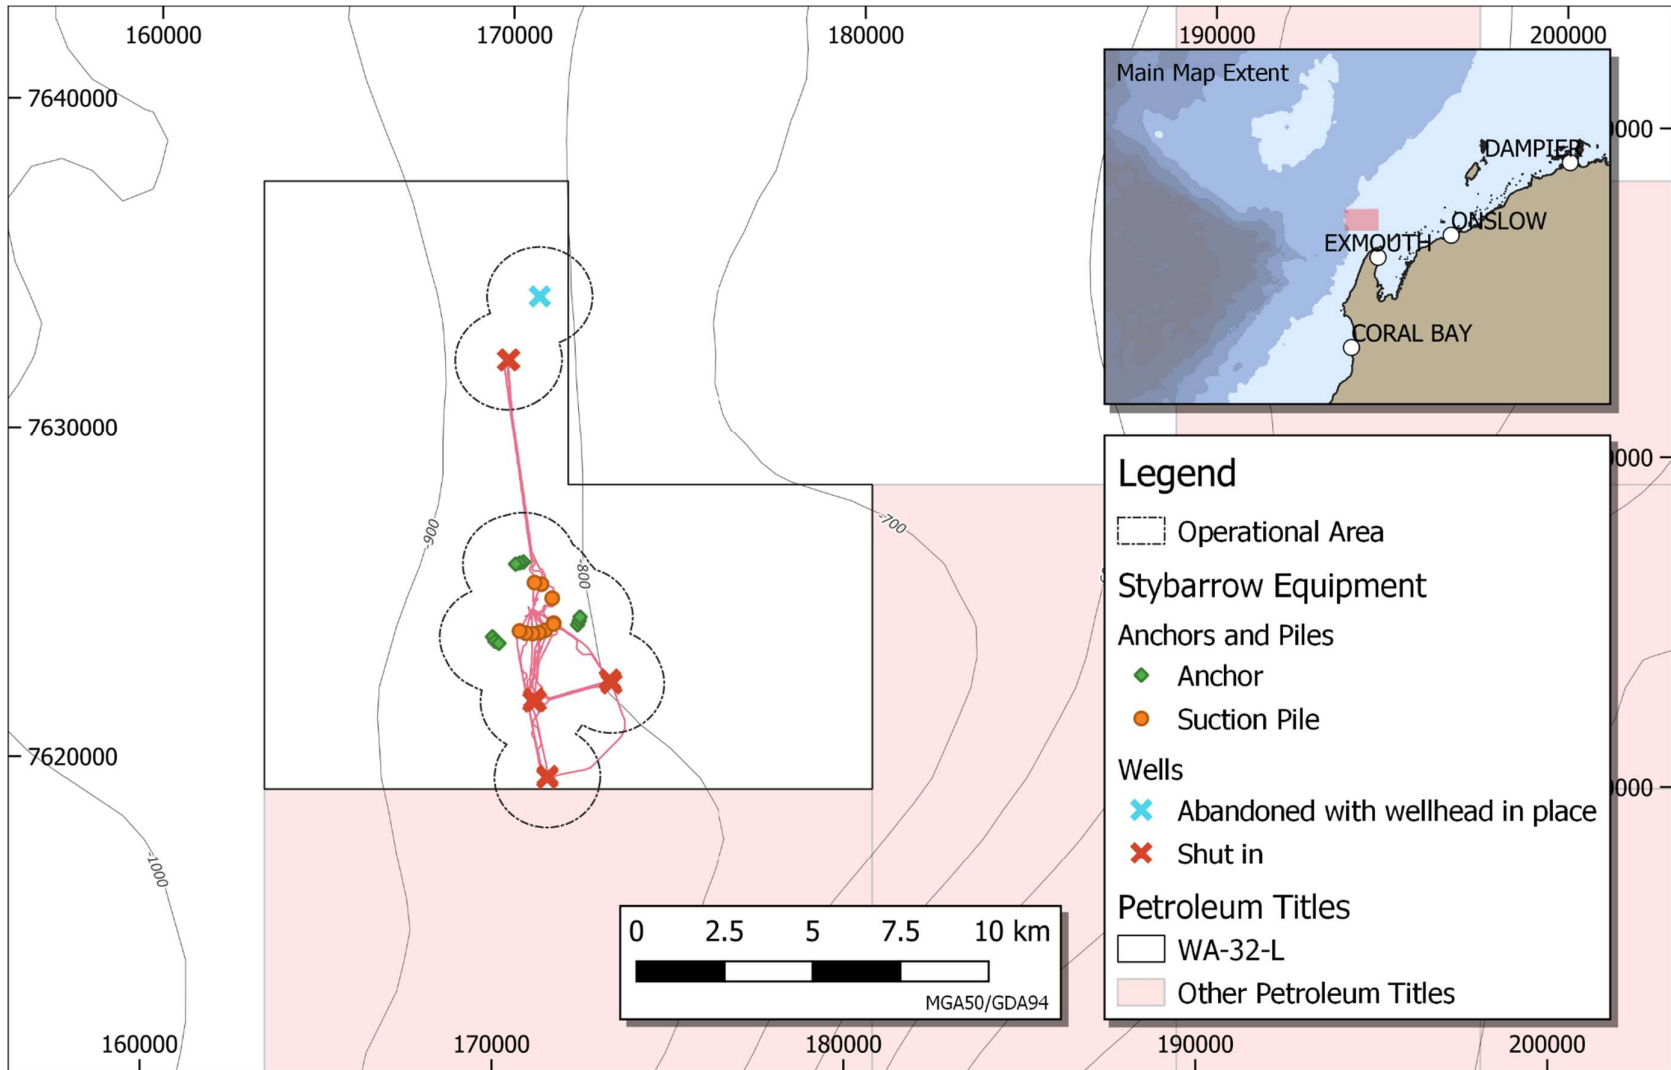 160000
170000
180000
190000
200000
7640000
0000
7630000
0000
7620000
0000
Main Map Extent
DAMPIER
ONSLOW
EXMOUTH
CORAL BAY
-900
-800
-700
-1000
Legend
Operational Area
Stybarrow Equipment
Anchors and Piles
Anchor
Suction Pile
Wells
Abandoned with wellhead in place
Shut in
Petroleum Titles
WA-32-L
Other Petroleum Titles
0 2.5 5 7.5 10 km
MGA50/GDA94
160000
170000
180000
190000
200000